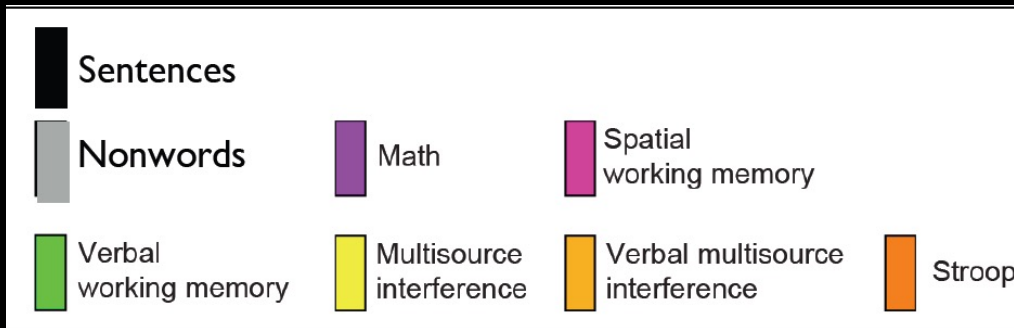 Sentences
Nonwords
Math
Spatial
working memory
Verbal
working memory
Multisource
interference
Verbal multisource
interference
Stroop